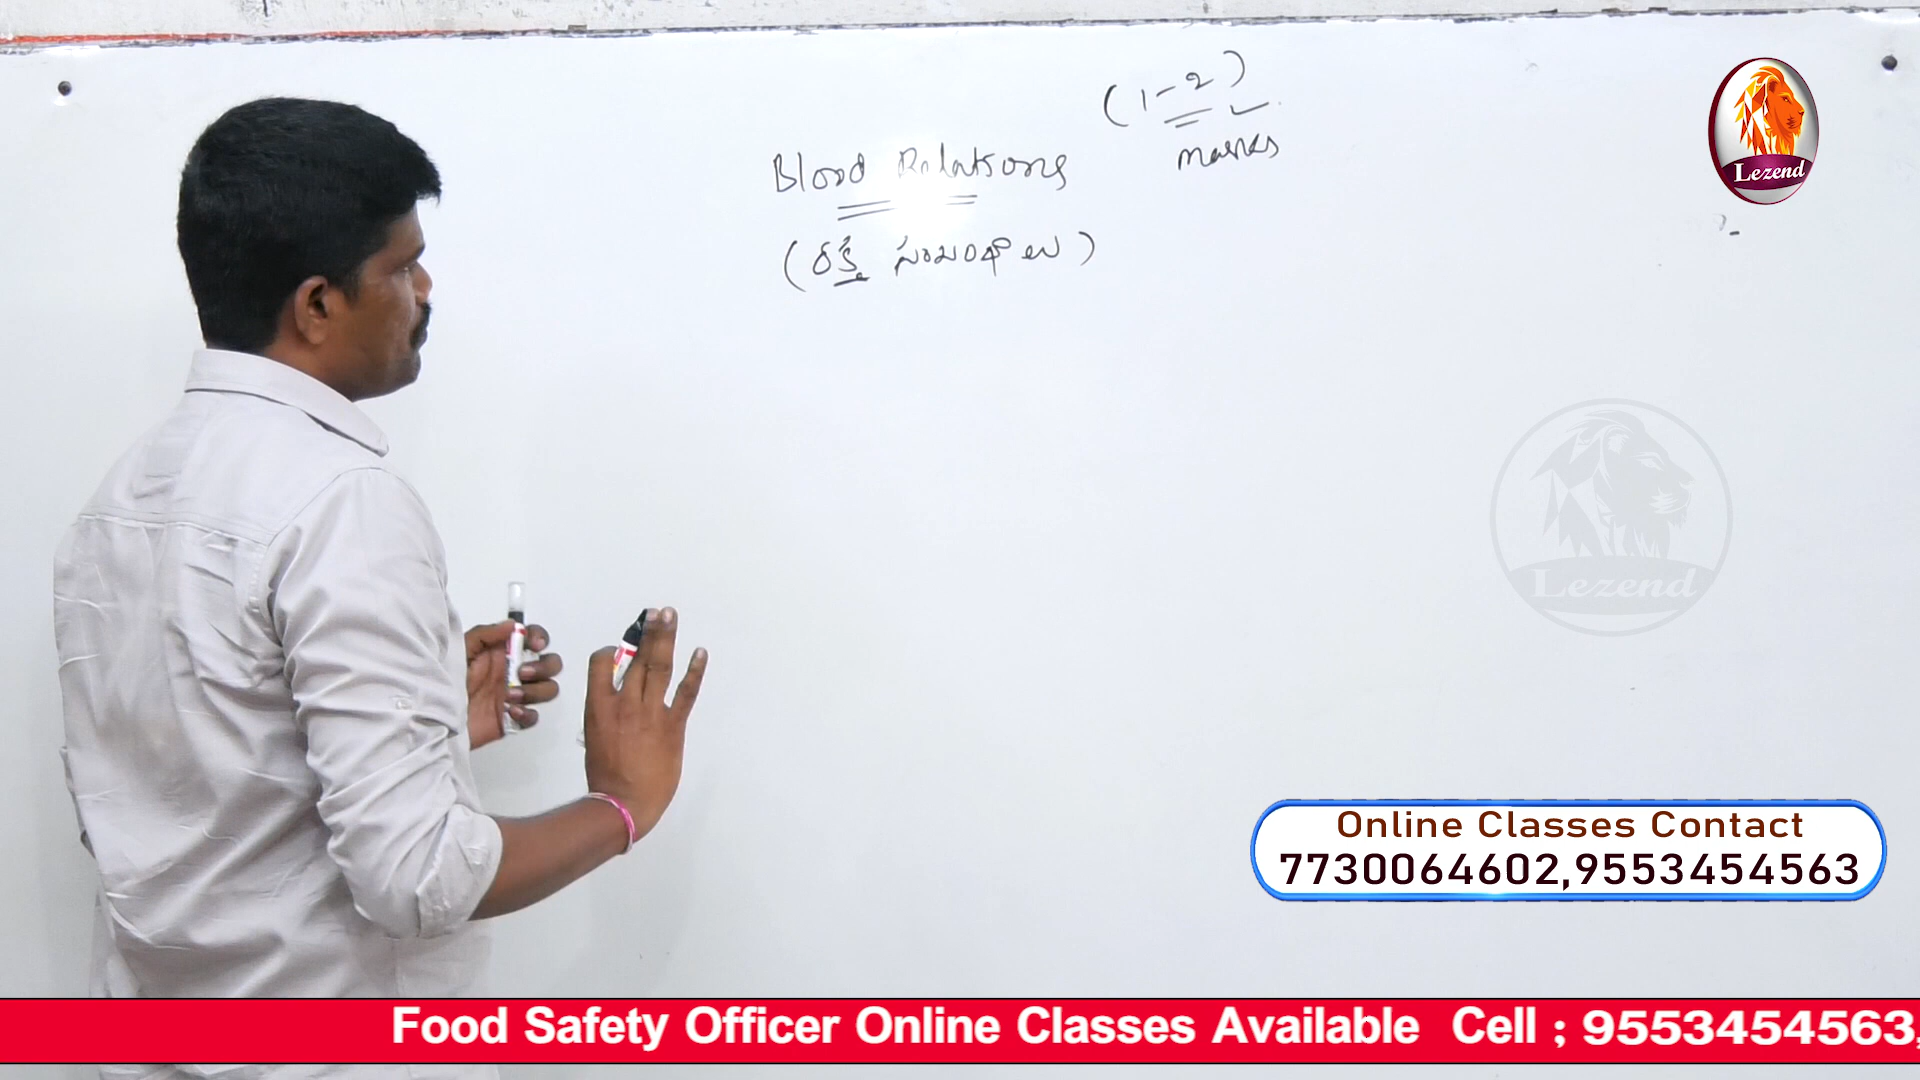 (1-2)
marks
Blood Relations
(రక్త సంబంధాలు)
Lezend
Lezend
Online Classes Contact
7730064602,9553454563
Food Safety Officer Online Classes Available Cell ; 9553454563,